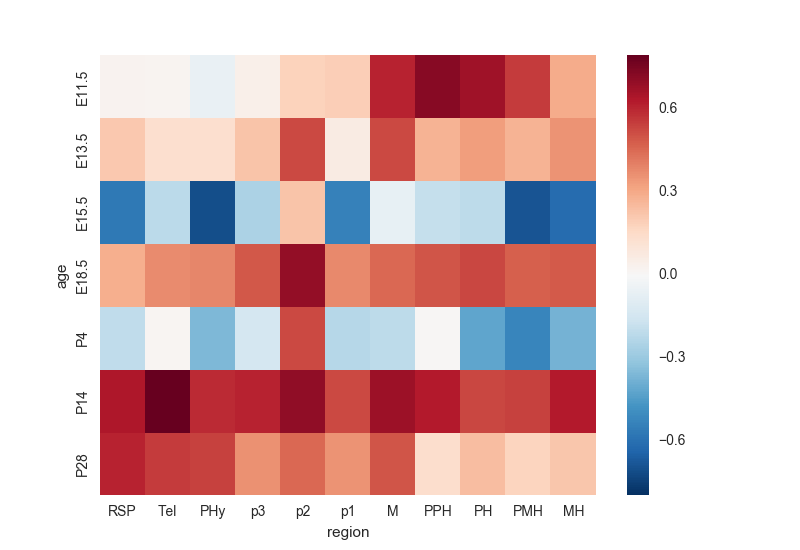 age
E11.5
E13.5
E15.5
E18.5
P4
P14
P28
RSP Tel PHy p3 p2 p1 M PPH PH PMH MH
region
0.6
0.3
0.0
−0.3
−0.6